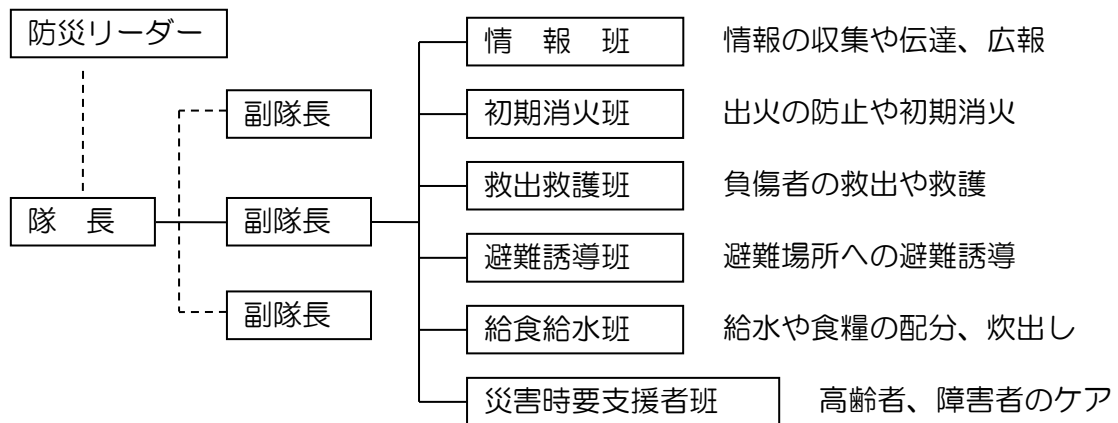 防災リーダー
情　報　班　情報の収集や伝達、広報
副隊長
初期消火班　出火の防止や初期消火
救出救護班　負傷者の救出や救護
隊　長
副隊長
避難誘導班　避難場所への避難誘導
副隊長
給食給水班　給水や食糧の配分、炊出し
災害時要支援者班　高齢者、障害者のケア